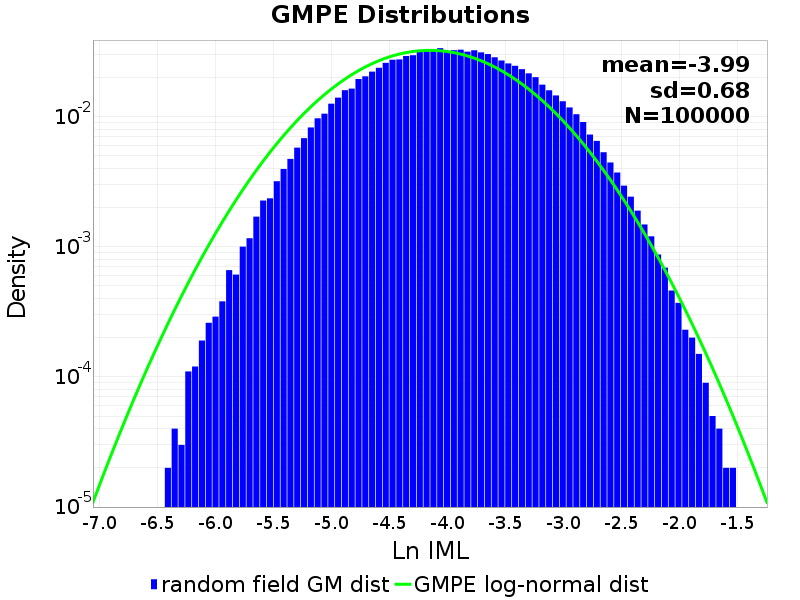 GMPE Distributions
mean=-3.99
sd=0.68
N=100000
Density
10-2
10-3
10-4
10-5
-7.0 -6.5 -6.0 -5.5 -5.0 -4.5 -4.0 -3.5 -3.0 -2.5 -2.0 -1.5
Ln IML
random field GM dist GMPE log-normal dist